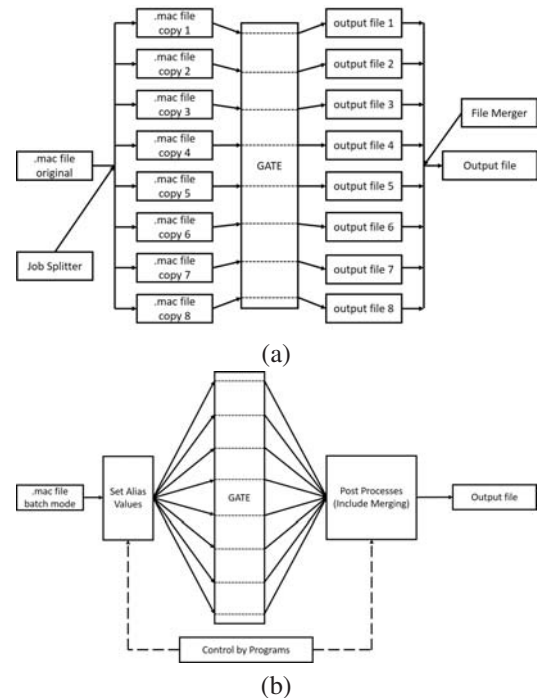 .mac file
copy 1
output file 1
.mac file
copy 2
output file 2
.mac file
copy 3
output file 3
File Merger
.mac file
original
.mac file
copy 4
GATE
output file 4
Output file
.mac file
copy 5
output file 5
.mac file
copy 6
output file 6
Job Splitter
.mac file
copy 7
output file 7
.mac file
copy 8
output file 8
(a)
.mac file
batch mode
Set Alias
Values
GATE
Post Processes
(Include Merging)
Output file
Control by Programs
(b)